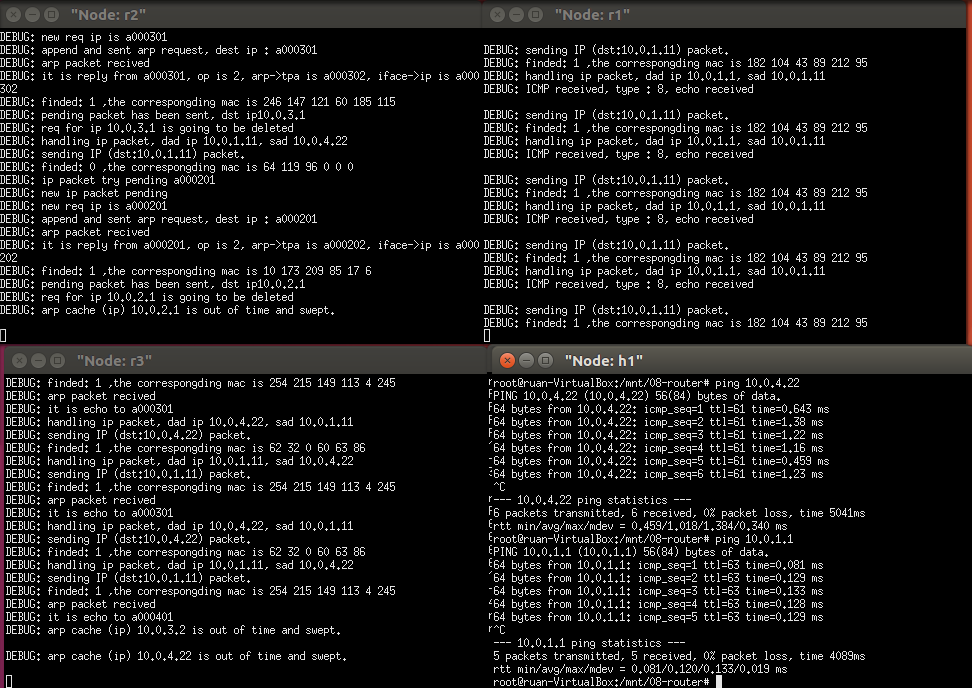 "Node: r2"
DEBUG: new req ip is a000301
DEBUG: append and sent arp request, dest ip : a000301
DEBUG: arp packet recived
DEBUG: it is reply from a000301, op is 2, arp->tpa is a000302, iface->ip is a000
302
DEBUG: finded: 1 ,the correspongding mac is 246 147 121 60 185 115
DEBUG: pending packet has been sent, dst ip10.0.3.1
DEBUG: req for ip 10.0.3.1 is going to be deleted
DEBUG: handling ip packet, dad ip 10.0.1.11, sad 10.0.4.22
DEBUG: sending IP (dst:10.0.1.11) packet.
DEBUG: finded: 0 ,the correspongding mac is 64 119 96 0 0 0
DEBUG: ip packet try pending a000201
DEBUG: new ip packet pending
DEBUG: new req ip is a000201
DEBUG: append and sent arp request, dest ip : a000201
DEBUG: arp packet recived
DEBUG: it is reply from a000201, op is 2, arp->tpa is a000202, iface->ip is a000
202
DEBUG: finded: 1 ,the correspongding mac is 10 173 209 85 17 6
DEBUG: pending packet has been sent, dst ip10.0.2.1
DEBUG: req for ip 10.0.2.1 is going to be deleted
DEBUG: arp cache (ip) 10.0.2.1 is out of time and swept.
"Node: r1"
DEBUG: sending IP (dst:10.0.1.11) packet.
DEBUG: finded: 1 ,the correspongding mac is 182 104 43 89 212 95
DEBUG: handling ip packet, dad ip 10.0.1.1, sad 10.0.1.11
DEBUG: ICMP received, type : 8, echo received
DEBUG: sending IP (dst:10.0.1.11) packet.
DEBUG: finded: 1 ,the correspongding mac is 182 104 43 89 212 95
DEBUG: handling ip packet, dad ip 10.0.1.1, sad 10.0.1.11
DEBUG: ICMP received, type : 8, echo received
DEBUG: sending IP (dst:10.0.1.11) packet.
DEBUG: finded: 1 ,the correspongding mac is 182 104 43 89 212 95
DEBUG: handling ip packet, dad ip 10.0.1.1, sad 10.0.1.11
DEBUG: ICMP received, type : 8, echo received
DEBUG: sending IP (dst:10.0.1.11) packet.
DEBUG: finded: 1 ,the correspongding mac is 182 104 43 89 212 95
DEBUG: handling ip packet, dad ip 10.0.1.1, sad 10.0.1.11
DEBUG: ICMP received, type : 8, echo received
DEBUG: sending IP (dst:10.0.1.11) packet.
DEBUG: finded: 1 ,the correspongding mac is 182 104 43 89 212 95
"Node: r3"
DEBUG: finded: 1 ,the correspongding mac is 254 215 149 113 4 245
DEBUG: arp packet recived
DEBUG: it is echo to a000301
DEBUG: handling ip packet, dad ip 10.0.4.22, sad 10.0.1.11
DEBUG: sending IP (dst:10.0.4.22) packet.
DEBUG: finded: 1 ,the correspongding mac is 62 32 0 60 63 86
DEBUG: handling ip packet, dad ip 10.0.1.11, sad 10.0.4.22
DEBUG: sending IP (dst:10.0.1.11) packet.
DEBUG: finded: 1 ,the correspongding mac is 254 215 149 113 4 245
DEBUG: arp packet recived
DEBUG: it is echo to a000301
DEBUG: handling ip packet, dad ip 10.0.4.22, sad 10.0.1.11
DEBUG: sending IP (dst:10.0.4.22) packet.
DEBUG: finded: 1 ,the correspongding mac is 62 32 0 60 63 86
DEBUG: handling ip packet, dad ip 10.0.1.11, sad 10.0.4.22
DEBUG: sending IP (dst:10.0.1.11) packet.
DEBUG: finded: 1 ,the correspongding mac is 254 215 149 113 4 245
DEBUG: arp packet recived
DEBUG: it is echo to a000401
DEBUG: arp cache (ip) 10.0.3.2 is out of time and swept.
DEBUG: arp cache (ip) 10.0.4.22 is out of time and swept.
"Node: h1"
root@ruan-VirtualBox:/mnt/08-router# ping 10.0.4.22
PING 10.0.4.22 (10.0.4.22) 56(84) bytes of data.
64 bytes from 10.0.4.22: icmp_seq=1 ttl=61 time=0.643 ms
64 bytes from 10.0.4.22: icmp_seq=2 ttl=61 time=1.38 ms
64 bytes from 10.0.4.22: icmp_seq=3 ttl=61 time=1.22 ms
64 bytes from 10.0.4.22: icmp_seq=4 ttl=61 time=1.16 ms
64 bytes from 10.0.4.22: icmp_seq=5 ttl=61 time=0.459 ms
64 bytes from 10.0.4.22: icmp_seq=6 ttl=61 time=1.23 ms
^C
--- 10.0.4.22 ping statistics ---
6 packets transmitted, 6 received, 0% packet loss, time 5041ms
rtt min/avg/max/mdev = 0.459/1.018/1.384/0.340 ms
root@ruan-VirtualBox:/mnt/08-router# ping 10.0.1.1
PING 10.0.1.1 (10.0.1.1) 56(84) bytes of data.
64 bytes from 10.0.1.1: icmp_seq=1 ttl=63 time=0.081 ms
64 bytes from 10.0.1.1: icmp_seq=2 ttl=63 time=0.129 ms
64 bytes from 10.0.1.1: icmp_seq=3 ttl=63 time=0.133 ms
64 bytes from 10.0.1.1: icmp_seq=4 ttl=63 time=0.128 ms
64 bytes from 10.0.1.1: icmp_seq=5 ttl=63 time=0.129 ms
^C
--- 10.0.1.1 ping statistics ---
5 packets transmitted, 5 received, 0% packet loss, time 4089ms
rtt min/avg/max/mdev = 0.081/0.120/0.133/0.019 ms
root@ruan-VirtualBox:/mnt/08-router#